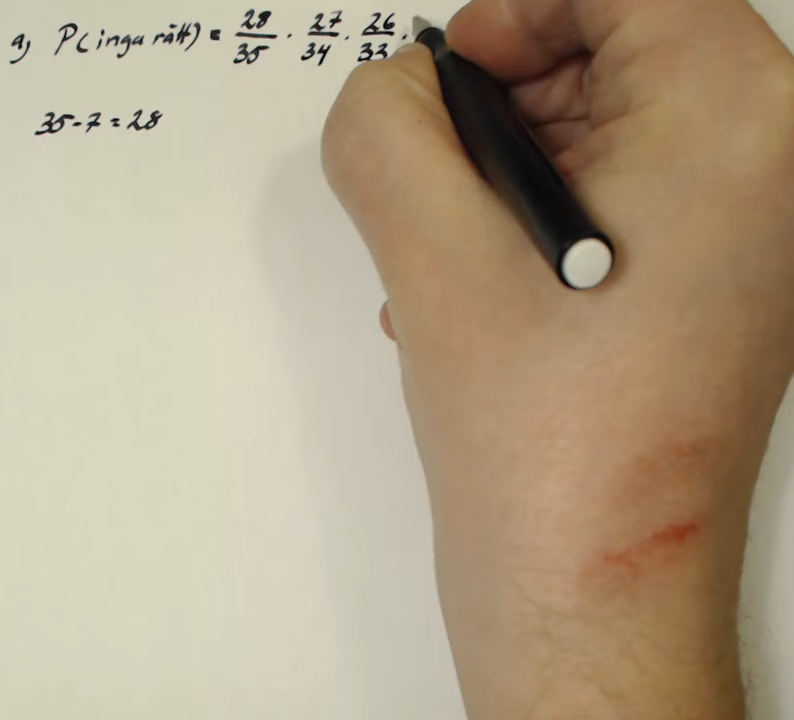 a) P(inga rätt) = 28/35 · 27/34 · 26/33 ·
35-7=28